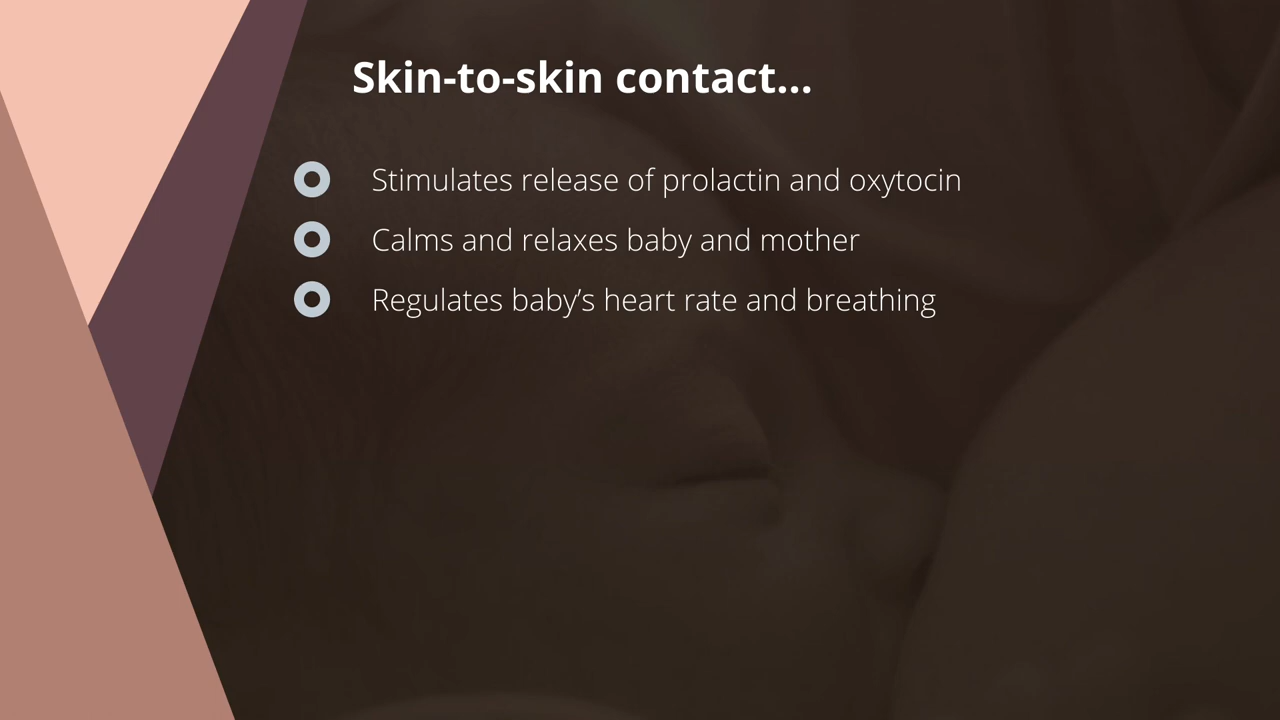 Skin-to-skin contact...
Stimulates release of prolactin and oxytocin
Calms and relaxes baby and mother
Regulates baby’s heart rate and breathing